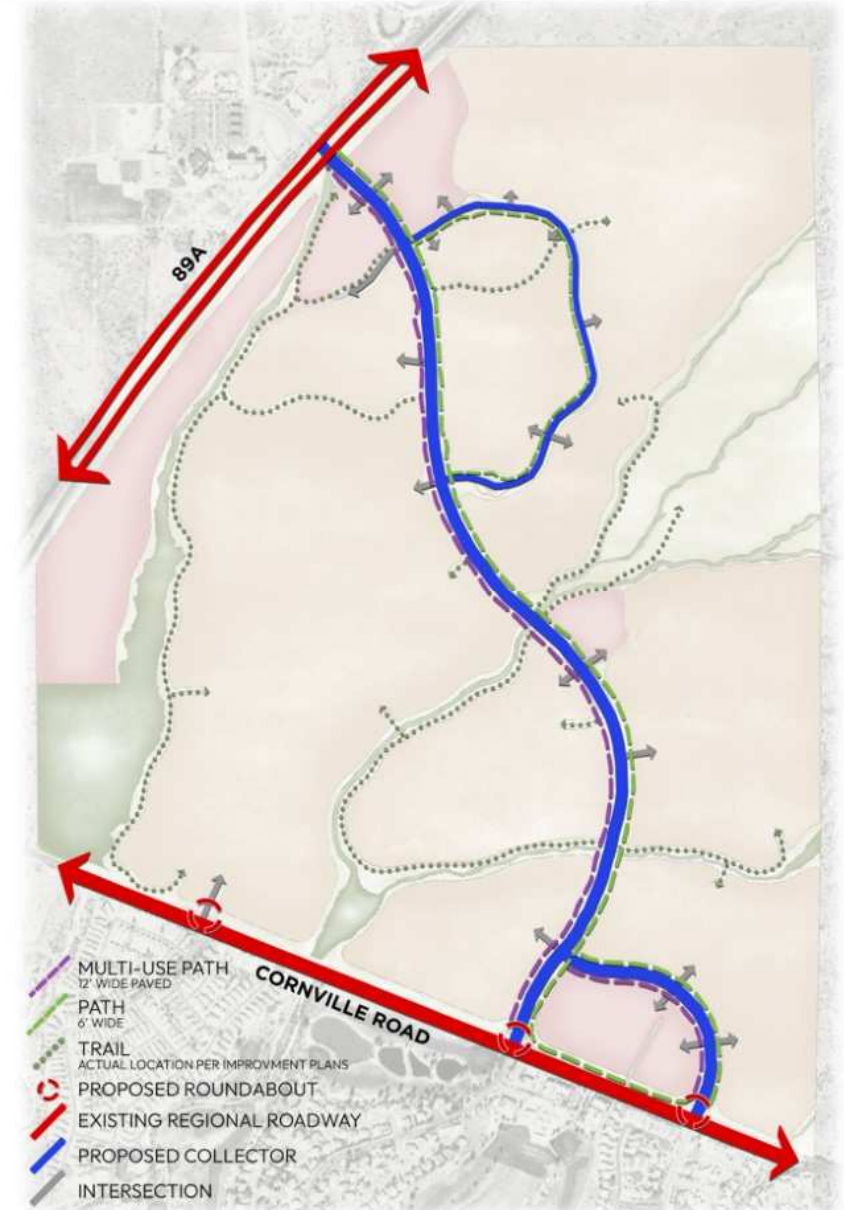 89A
CORNVILLE ROAD
MULTI-USE PATH
12' WIDE PAVED
PATH
6' WIDE
TRAIL
ACTUAL LOCATION PER IMPROVMENT PLANS
PROPOSED ROUNDABOUT
EXISTING REGIONAL ROADWAY
PROPOSED COLLECTOR
INTERSECTION